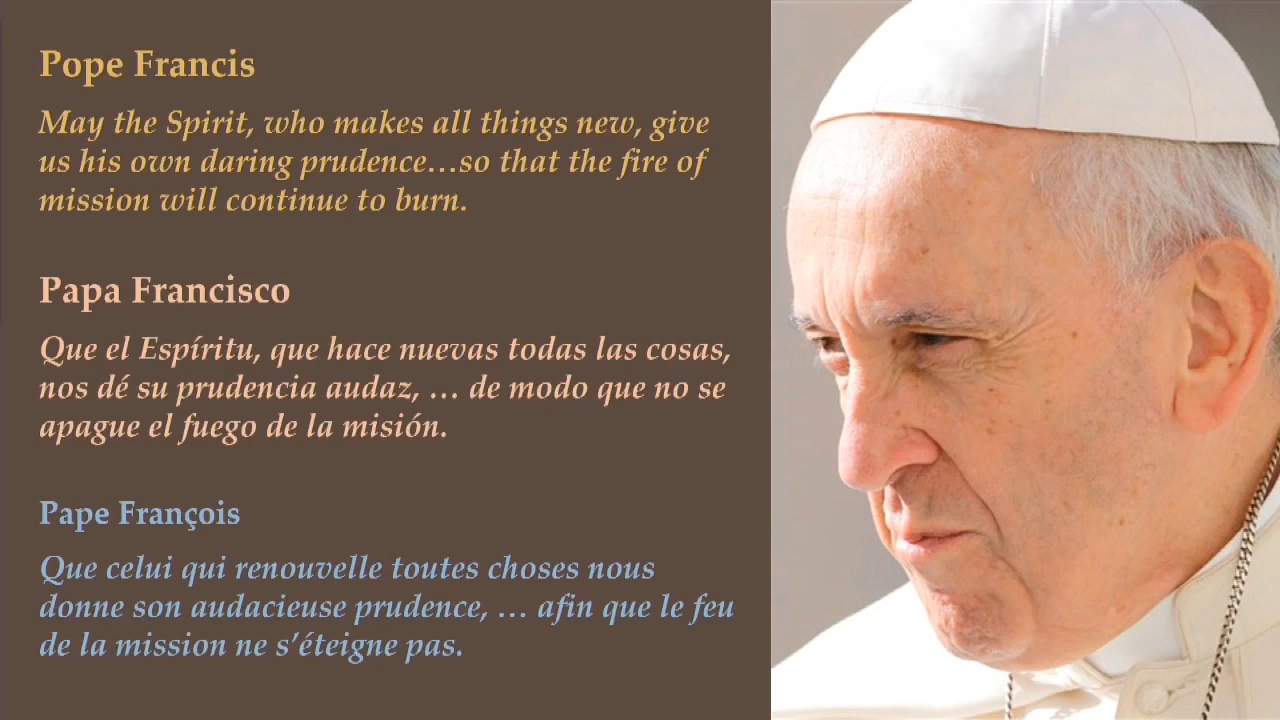 Pope Francis
May the Spirit, who makes all things new, give
us his own daring prudence…so that the fire of
mission will continue to burn.
Papa Francisco
Que el Espíritu, que hace nuevas todas las cosas,
nos dé su prudencia audaz, … de modo que no se
apague el fuego de la misión.
Pape François
Que celui qui renouvelle toutes choses nous
donne son audacieuse prudence, … afin que le feu
de la mission ne s’éteigne pas.